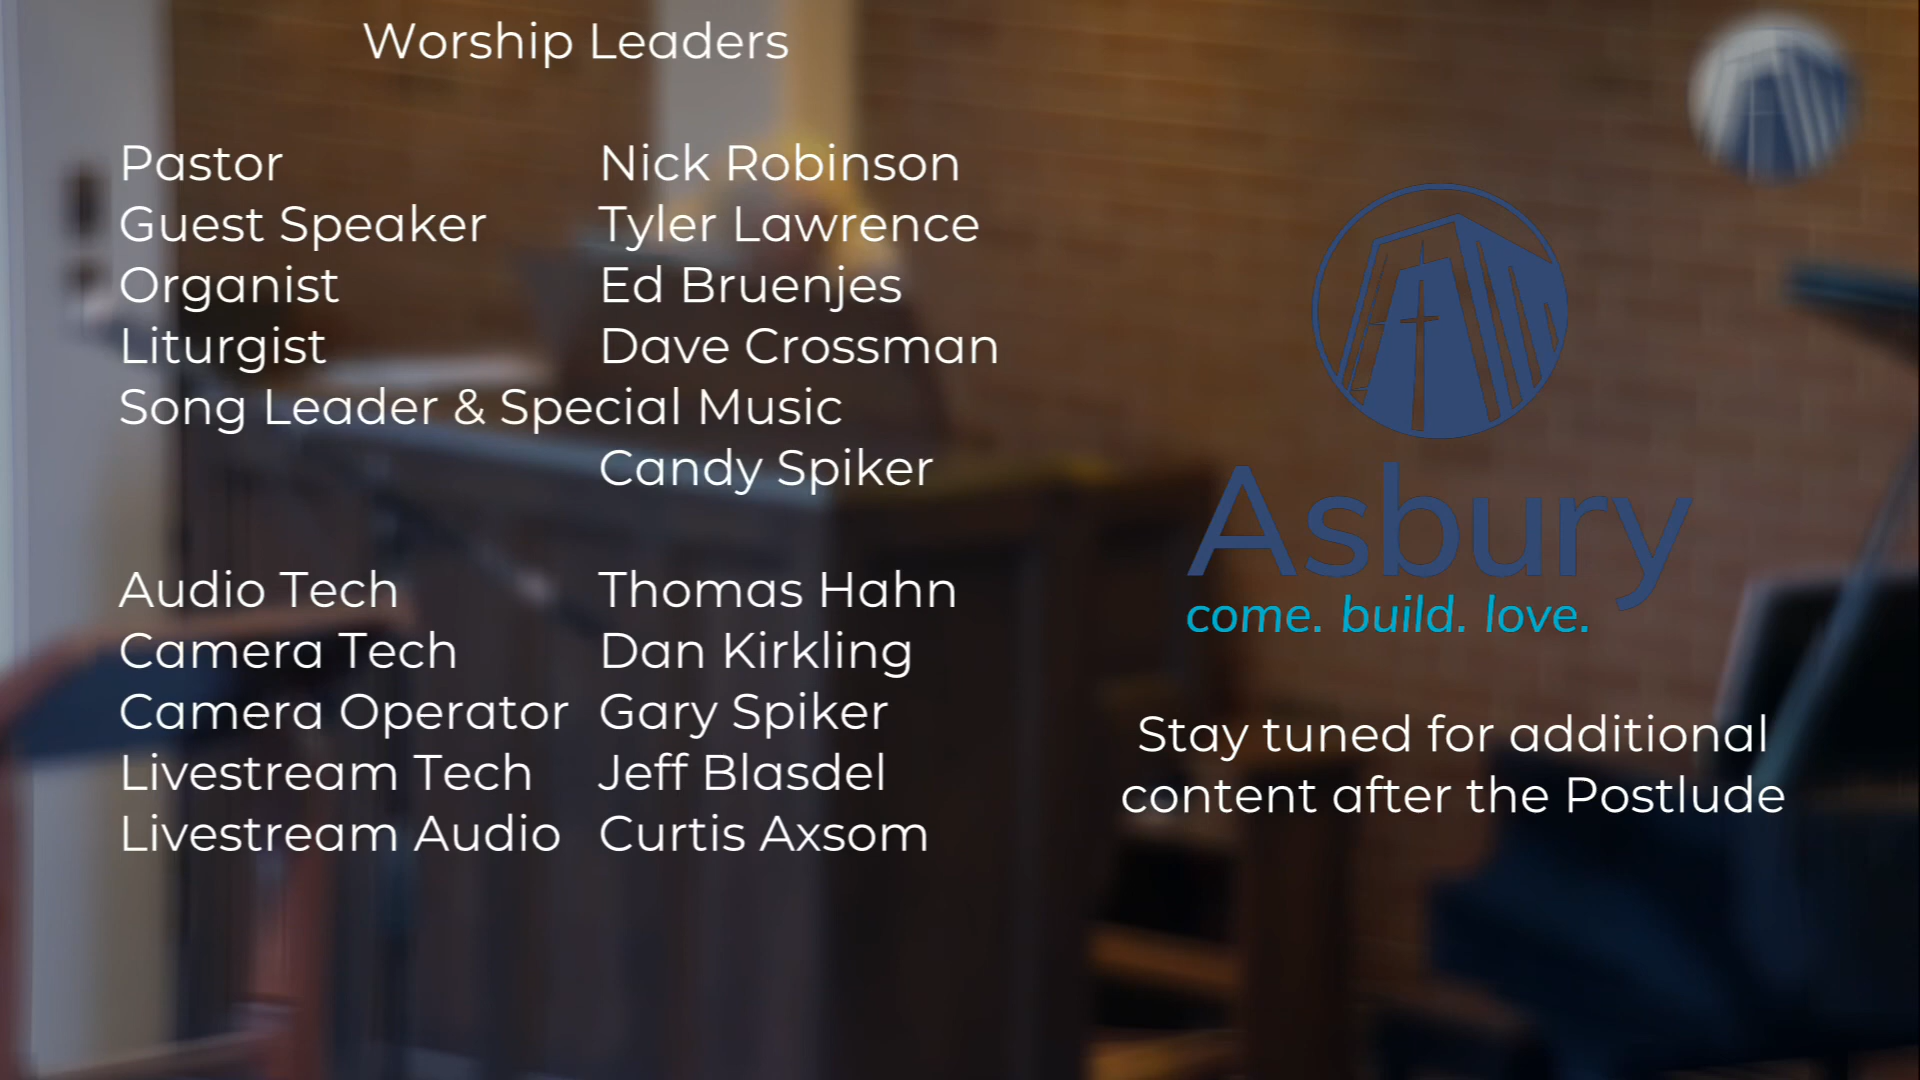 Worship Leaders
Pastor Nick Robinson
Guest Speaker Tyler Lawrence
Organist Ed Bruenjes
Liturgist Dave Crossman
Song Leader & Special Music
Candy Spiker
Audio Tech Thomas Hahn
Camera Tech Dan Kirkling
Camera Operator Gary Spiker
Livestream Tech Jeff Blasdel
Livestream Audio Curtis Axsom
Asbury
come. build. love.
Stay tuned for additional
content after the Postlude